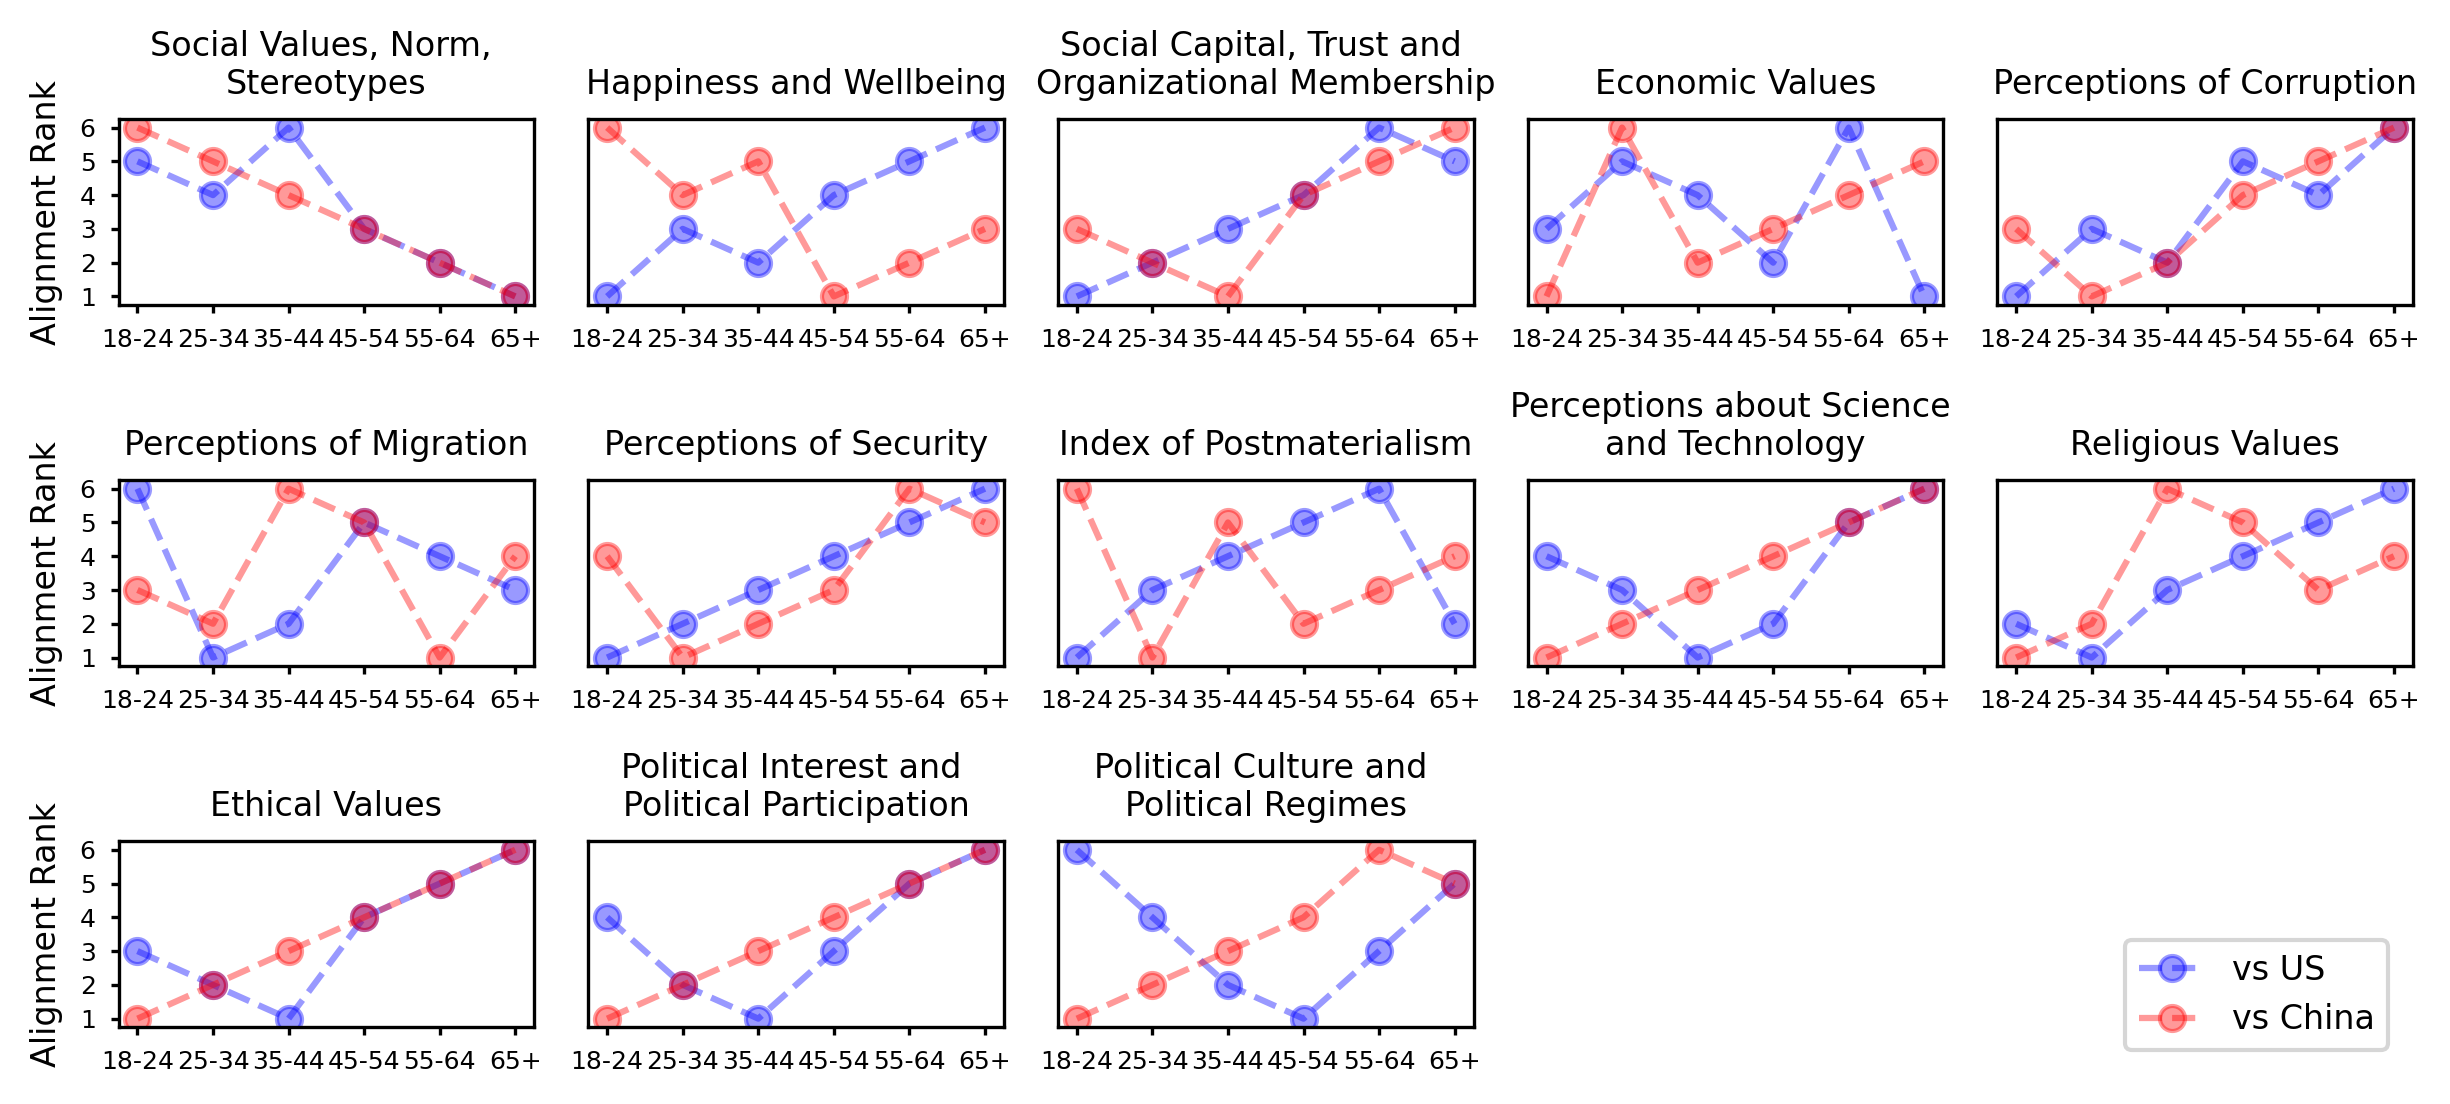 Social Values, Norm,
Stereotypes
Happiness and Wellbeing
Social Capital, Trust and
Organizational Membership
Economic Values
Perceptions of Corruption
Alignment Rank
6
5
4
3
2
1
18-24 25-34 35-44 45-54 55-64 65+
18-24 25-34 35-44 45-54 55-64 65+
18-24 25-34 35-44 45-54 55-64 65+
18-24 25-34 35-44 45-54 55-64 65+
18-24 25-34 35-44 45-54 55-64 65+
Perceptions of Migration
Perceptions of Security
Index of Postmaterialism
Perceptions about Science
and Technology
Religious Values
Alignment Rank
6
5
4
3
2
1
18-24 25-34 35-44 45-54 55-64 65+
18-24 25-34 35-44 45-54 55-64 65+
18-24 25-34 35-44 45-54 55-64 65+
18-24 25-34 35-44 45-54 55-64 65+
18-24 25-34 35-44 45-54 55-64 65+
Ethical Values
Political Interest and
Political Participation
Political Culture and
Political Regimes
Alignment Rank
6
5
4
3
2
1
18-24 25-34 35-44 45-54 55-64 65+
18-24 25-34 35-44 45-54 55-64 65+
18-24 25-34 35-44 45-54 55-64 65+
vs US
vs China